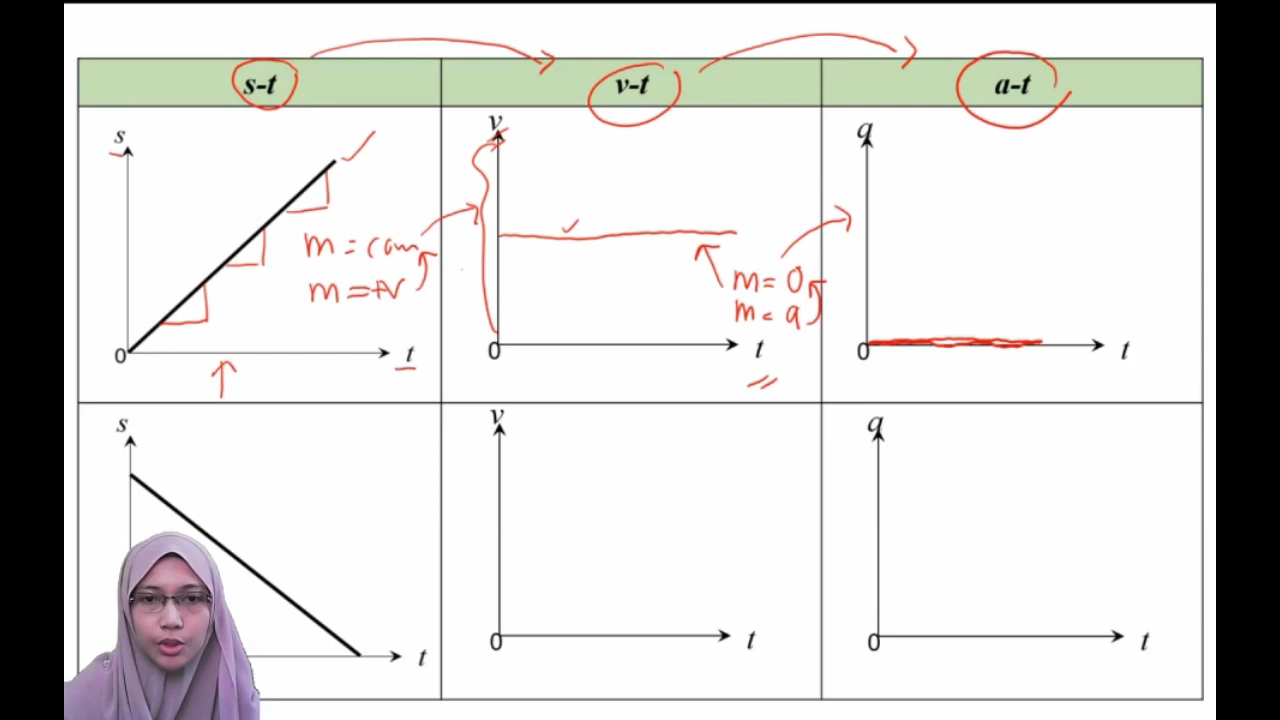 s-t v-t a-t
s v a
m = con
m = +v
m = 0
m = a
0 t 0 t 0 t
s v a
t 0 t 0 t